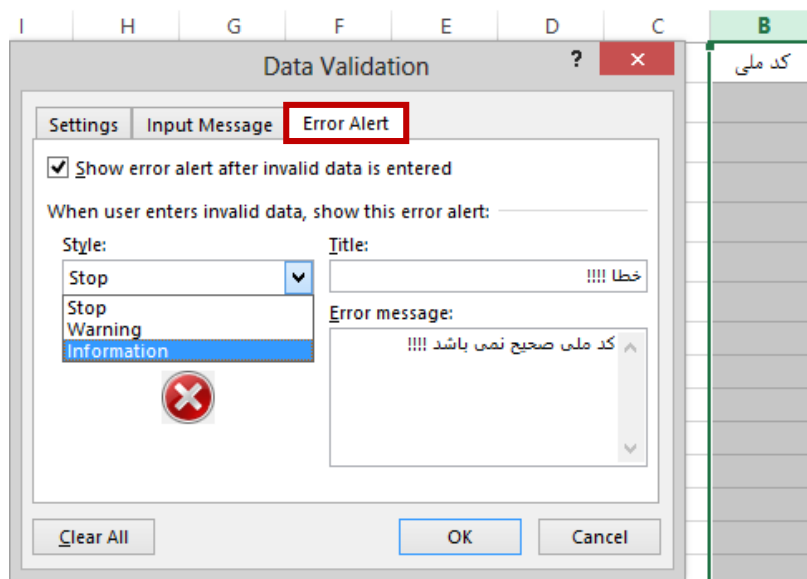 I H G F E D C B
کد ملی
Data Validation ?
Settings Input Message Error Alert
Show error alert after invalid data is entered
When user enters invalid data, show this error alert:
Style: Title:
Stop خطا !!!!
Stop
Warning
Information
Error message:
کد ملی صحیح نمی باشد !!!!
Clear All OK Cancel